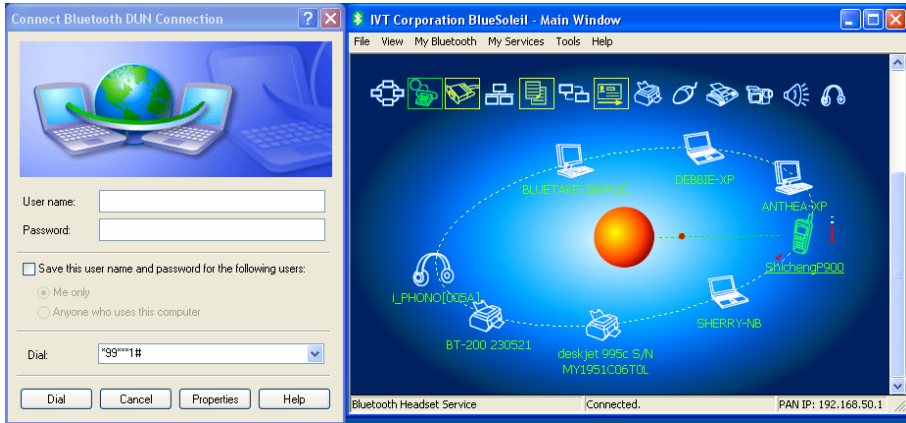 Connect Bluetooth DUN Connection
User name:
Password:
Save this user name and password for the following users:
Me only
Anyone who uses this computer
Dial:
*99***1#
Dial Cancel Properties Help
IVT Corporation BlueSoleil - Main Window
File View My Bluetooth My Services Tools Help
DEBBIE-XP
ANTHEA-XP
ShichengP900
i_PHONO[005A]
SHERRY-NB
BT-200 230521
deskjet 995c S/N
MY1951C06T0L
Bluetooth Headset Service Connected. PAN IP: 192.168.50.1